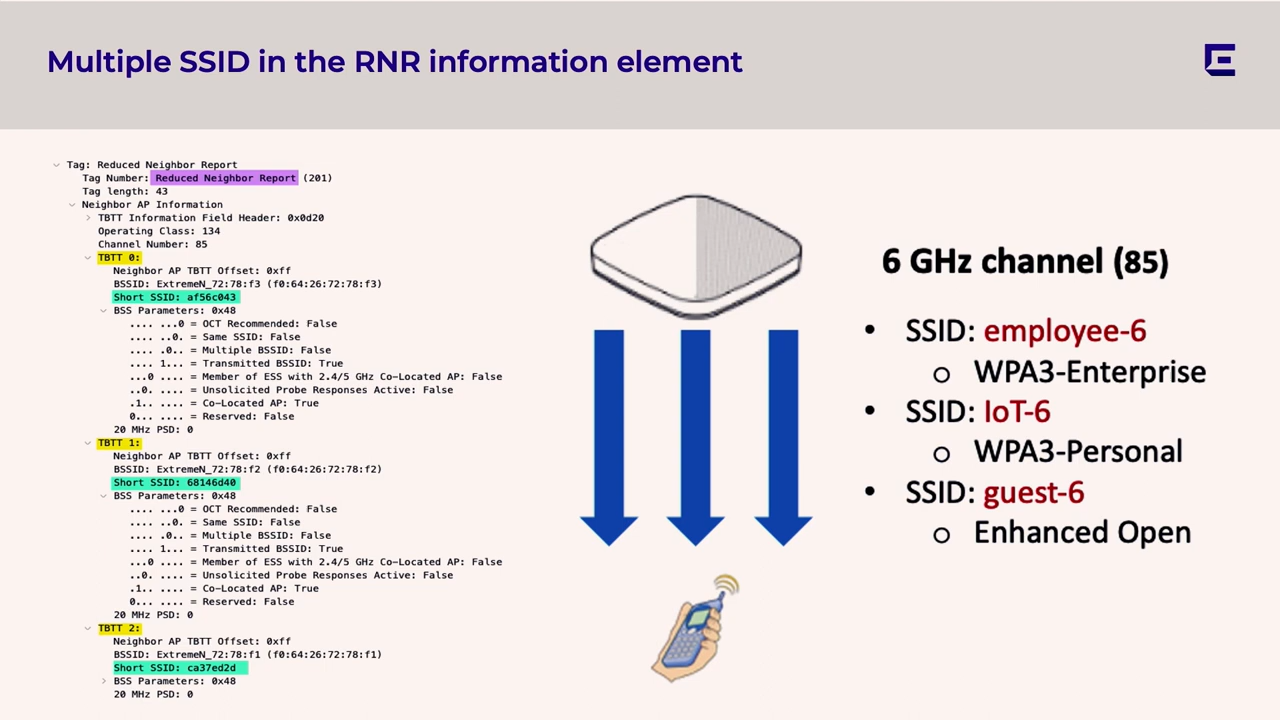 Multiple SSID in the RNR information element
Tag: Reduced Neighbor Report
Tag Number: Reduced Neighbor Report (201)
Tag length: 43
Neighbor AP Information
TBTT Information Field Header: 0x0d20
Operating Class: 134
Channel Number: 85
TBTT 0:
Neighbor AP TBTT Offset: 0xff
BSSID: ExtremeN_72:78:f3 (f0:64:26:72:78:f3)
Short SSID: af56c043
BSS Parameters: 0x48
.... ...0 = OCT Recommended: False
.... ..0. = Same SSID: False
.... .0.. = Multiple BSSID: False
.... 1... = Transmitted BSSID: True
...0 .... = Member of ESS with 2.4/5 GHz Co-Located AP: False
..0. .... = Unsolicited Probe Responses Active: False
.1.. .... = Co-Located AP: True
0... .... = Reserved: False
20 MHz PSD: 0
TBTT 1:
Neighbor AP TBTT Offset: 0xff
BSSID: ExtremeN_72:78:f2 (f0:64:26:72:78:f2)
Short SSID: 68146d40
BSS Parameters: 0x48
.... ...0 = OCT Recommended: False
.... ..0. = Same SSID: False
.... .0.. = Multiple BSSID: False
.... 1... = Transmitted BSSID: True
...0 .... = Member of ESS with 2.4/5 GHz Co-Located AP: False
..0. .... = Unsolicited Probe Responses Active: False
.1.. .... = Co-Located AP: True
0... .... = Reserved: False
20 MHz PSD: 0
TBTT 2:
Neighbor AP TBTT Offset: 0xff
BSSID: ExtremeN_72:78:f1 (f0:64:26:72:78:f1)
Short SSID: ca37ed2d
BSS Parameters: 0x48
20 MHz PSD: 0
6 GHz channel (85)
• SSID: employee-6
o WPA3-Enterprise
• SSID: IoT-6
o WPA3-Personal
• SSID: guest-6
o Enhanced Open